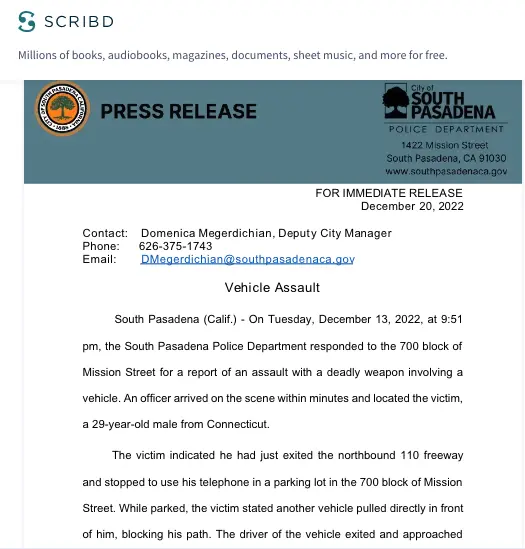 SCRIBD
Millions of books, audiobooks, magazines, documents, sheet music, and more for free.
CITY OF SOUTH PASADENA CALIFORNIA
1888
PRESS RELEASE
City of
SOUTH
PASADENA
POLICE DEPARTMENT
1422 Mission Street
South Pasadena, CA 91030
www.southpasadenaca.gov
FOR IMMEDIATE RELEASE
December 20, 2022
Contact: Domenica Megerdichian, Deputy City Manager
Phone: 626-375-1743
Email: DMegerdichian@southpasadenaca.gov
Vehicle Assault
South Pasadena (Calif.) - On Tuesday, December 13, 2022, at 9:51
pm, the South Pasadena Police Department responded to the 700 block of
Mission Street for a report of an assault with a deadly weapon involving a
vehicle. An officer arrived on the scene within minutes and located the victim,
a 29-year-old male from Connecticut.
The victim indicated he had just exited the northbound 110 freeway
and stopped to use his telephone in a parking lot in the 700 block of Mission
Street. While parked, the victim stated another vehicle pulled directly in front
of him, blocking his path. The driver of the vehicle exited and approached